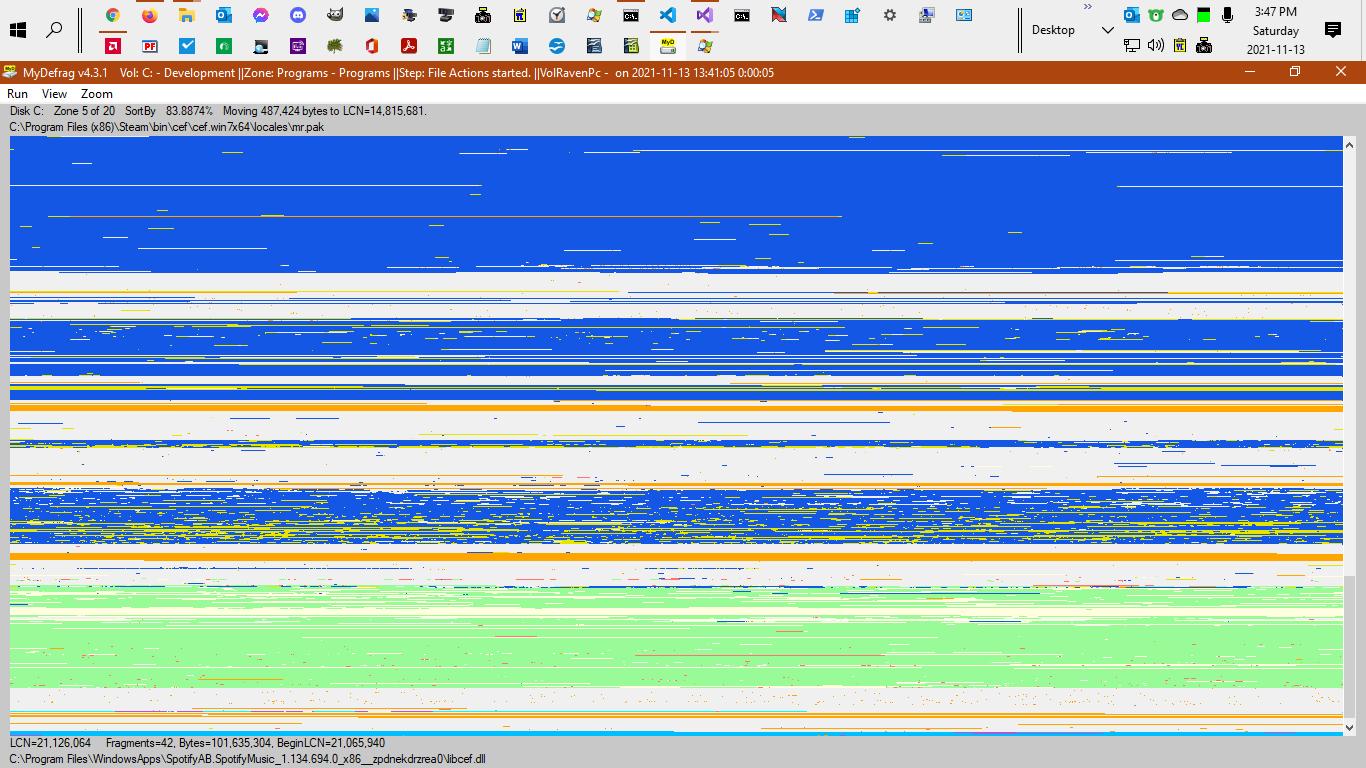 3:47 PM
Desktop
Saturday
2021-11-13
MyDefrag v4.3.1 Vol: C: - Development ||Zone: Programs - Programs ||Step: File Actions started. ||VolRavenPc - on 2021-11-13 13:41:05 0:00:05
Run View Zoom
Disk C: Zone 5 of 20 SortBy 83.8874% Moving 487,424 bytes to LCN=14,815,681.
C:\Program Files (x86)\Steam\bin\cef\cef.win7x64\locales\mr.pak
LCN=21,126,064 Fragments=42, Bytes=101,635,304, BeginLCN=21,065,940
C:\Program Files\WindowsApps\SpotifyAB.SpotifyMusic_1.134.694.0_x86__zpdnekdrzrea0\libcef.dll